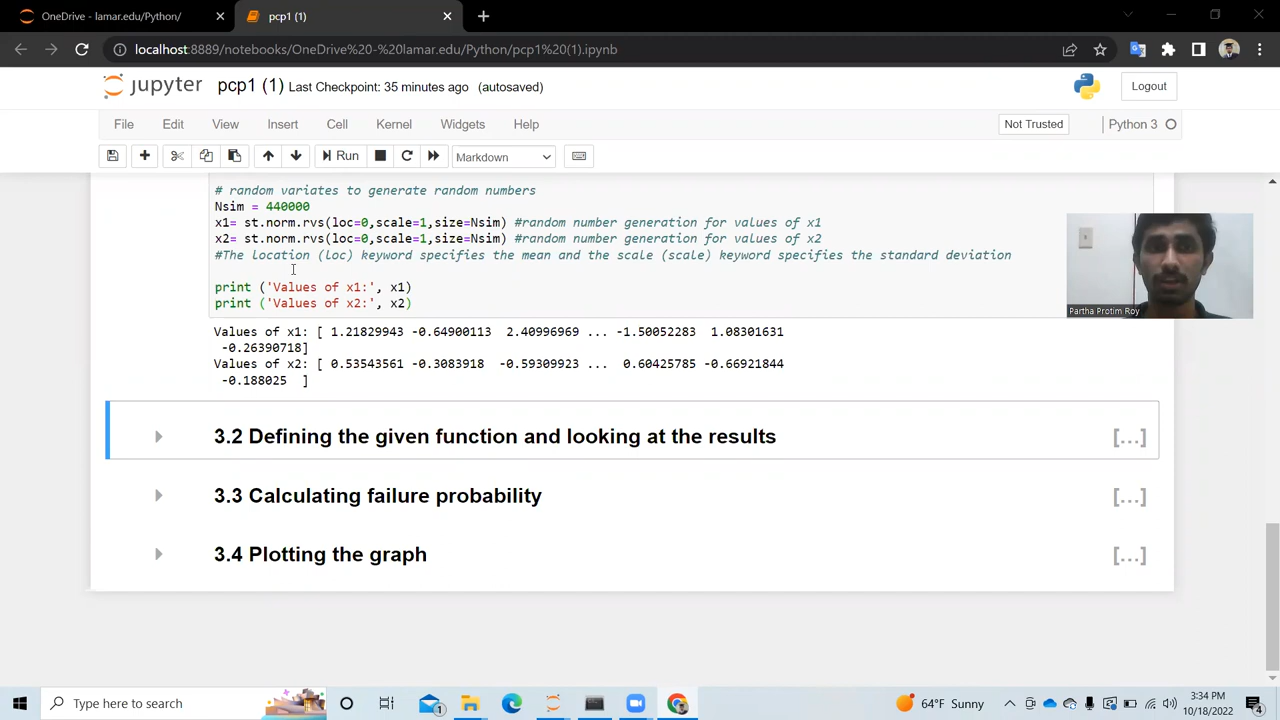 OneDrive - lamar.edu/Python/
pcp1 (1)
localhost:8889/notebooks/OneDrive%20-%20lamar.edu/Python/pcp1%20(1).ipynb
jupyter pcp1 (1) Last Checkpoint: 35 minutes ago (autosaved)
Logout
File Edit View Insert Cell Kernel Widgets Help
Not Trusted
Python 3
Run
Markdown
# random variates to generate random numbers
Nsim = 440000
x1= st.norm.rvs(loc=0,scale=1,size=Nsim) #random number generation for values of x1
x2= st.norm.rvs(loc=0,scale=1,size=Nsim) #random number generation for values of x2
#The location (loc) keyword specifies the mean and the scale (scale) keyword specifies the standard deviation
print ('Values of x1:', x1)
print ('Values of x2:', x2)
Partha Protim Roy
Values of x1: [ 1.21829943 -0.64900113 2.40996969 ... -1.50052283 1.08301631
-0.26390718]
Values of x2: [ 0.53543561 -0.3083918 -0.59309923 ... 0.60425785 -0.66921844
-0.188025 ]
3.2 Defining the given function and looking at the results
[...]
3.3 Calculating failure probability
[...]
3.4 Plotting the graph
[...]
Type here to search
1
64°F Sunny
3:34 PM
10/18/2022
4